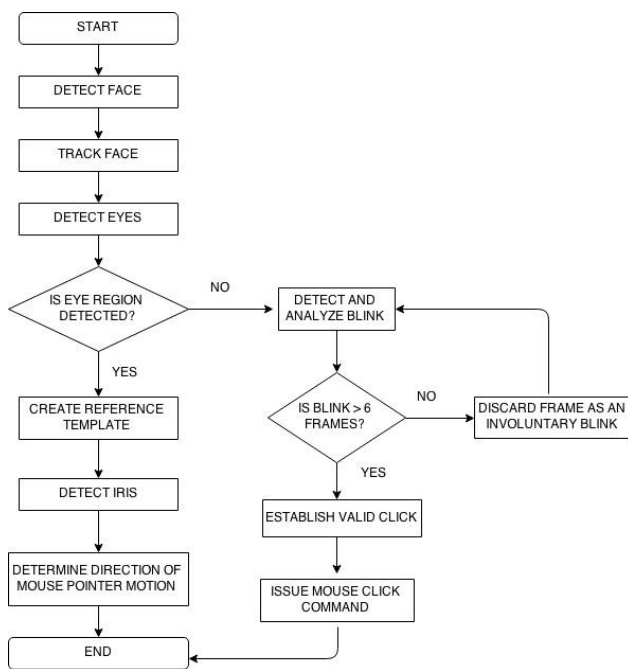 START
DETECT FACE
TRACK FACE
DETECT EYES
IS EYE REGION
DETECTED?
NO
DETECT AND
ANALYZE BLINK
YES
IS BLINK > 6
FRAMES?
NO
DISCARD FRAME AS AN
INVOLUNTARY BLINK
CREATE REFERENCE
TEMPLATE
YES
DETECT IRIS
ESTABLISH VALID CLICK
DETERMINE DIRECTION OF
MOUSE POINTER MOTION
ISSUE MOUSE CLICK
COMMAND
END